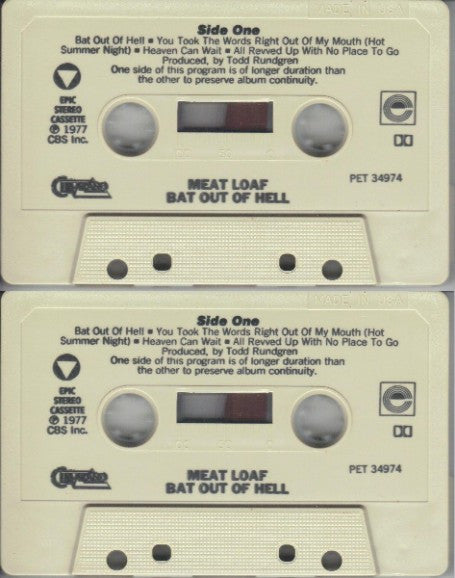 MADE IN U.S.A.
Side One
Bat Out Of Hell ▪ You Took The Words Right Out Of My Mouth (Hot
Summer Night) ▪ Heaven Can Wait ▪ All Revved Up With No Place To Go
Produced, by Todd Rundgren
One side of this program is of longer duration than
the other to preserve album continuity.
EPIC
STEREO
CASSETTE
℗ 1977
CBS Inc.
e
PET 34974
Cleveland
MEAT LOAF
BAT OUT OF HELL
MADE IN U.S.A.
Side One
Bat Out Of Hell ▪ You Took The Words Right Out Of My Mouth (Hot
Summer Night) ▪ Heaven Can Wait ▪ All Revved Up With No Place To Go
Produced, by Todd Rundgren
One side of this program is of longer duration than
the other to preserve album continuity.
EPIC
STEREO
CASSETTE
℗ 1977
CBS Inc.
e
PET 34974
Cleveland
MEAT LOAF
BAT OUT OF HELL